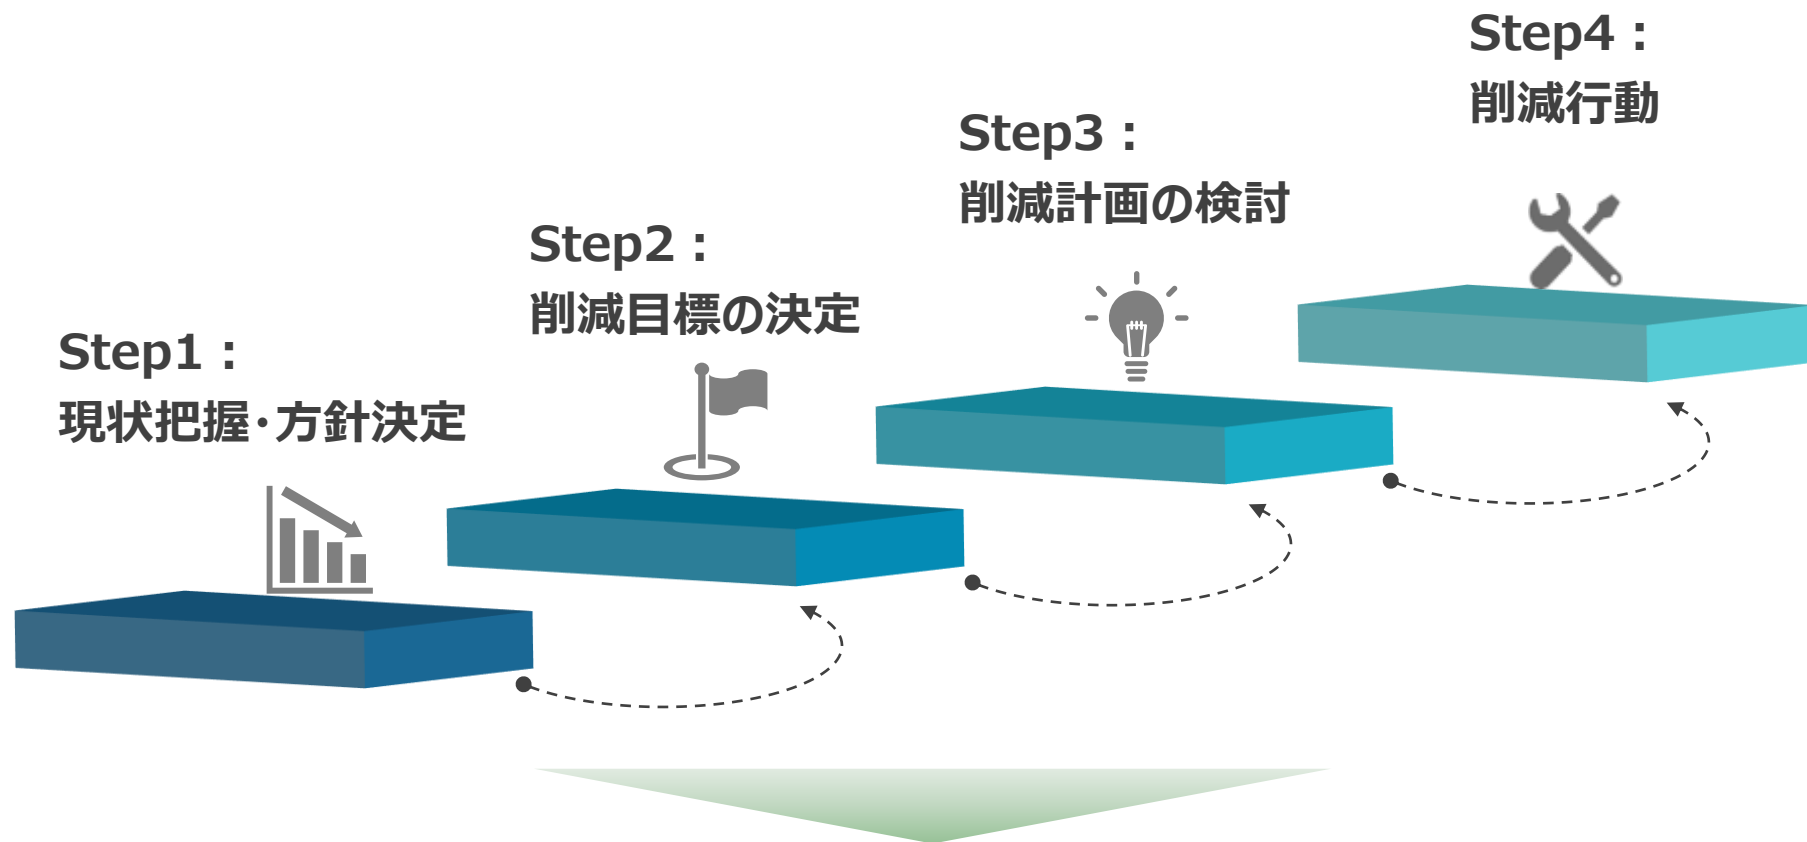 Step1：
現状把握・方針決定
Step2：
削減目標の決定
Step3：
削減計画の検討
Step4：
削減行動